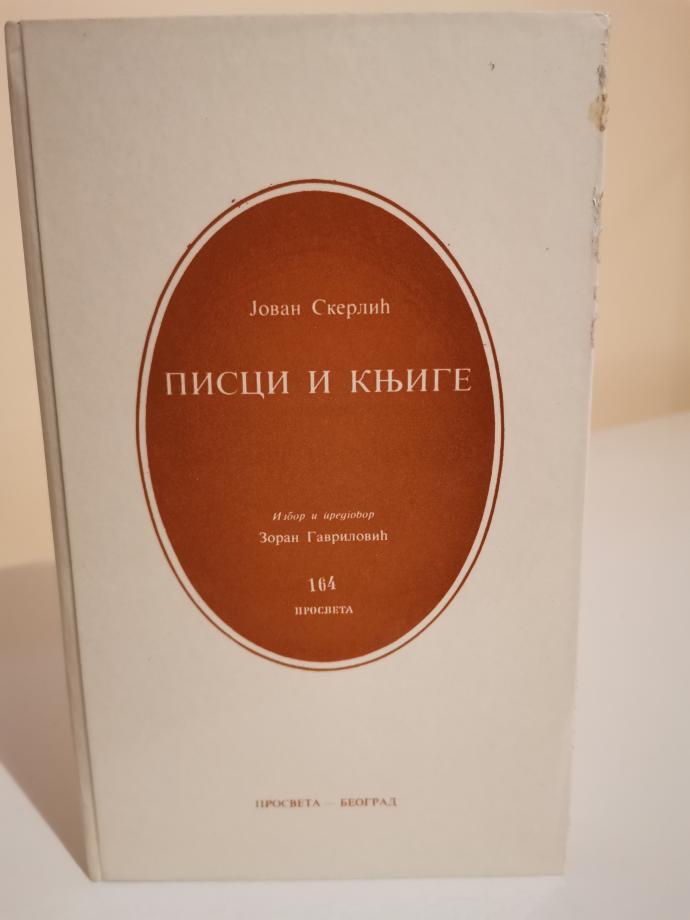 Јован Скерлић
ПИСЦИ И КЊИГЕ
Избор и предговор
Зоран Гавриловић
164
ПРОСВЕТА
ПРОСВЕТА — БЕОГРАД